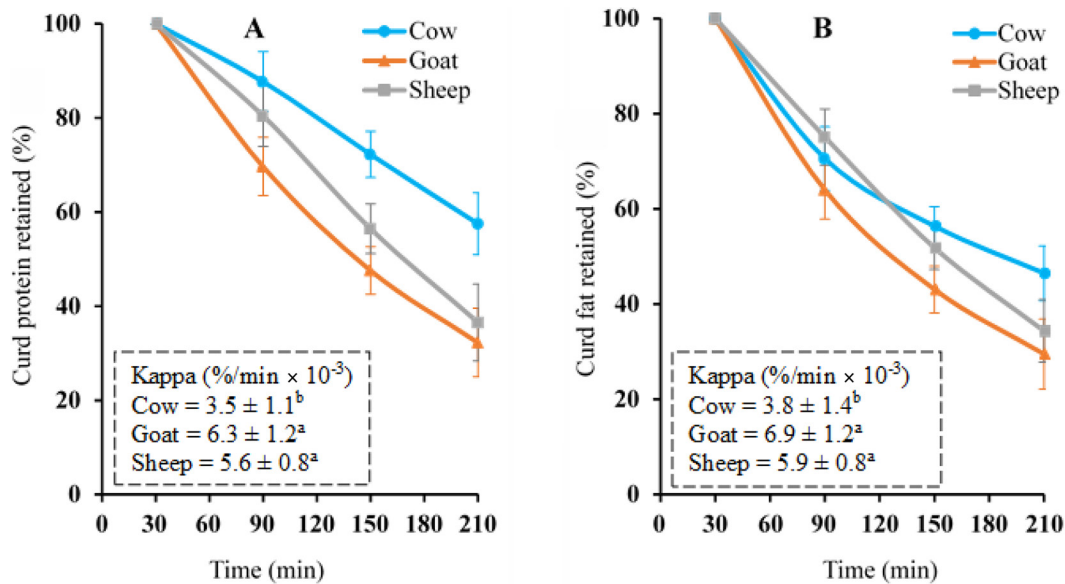 A
Cow
Goat
Sheep
Curd protein retained (%)
100
80
60
40
20
0
Kappa (%/min × 10⁻³)
Cow = 3.5 ± 1.1ᵇ
Goat = 6.3 ± 1.2ᵃ
Sheep = 5.6 ± 0.8ᵃ
0 30 60 90 120 150 180 210
Time (min)
B
Cow
Goat
Sheep
Curd fat retained (%)
100
80
60
40
20
0
Kappa (%/min × 10⁻³)
Cow = 3.8 ± 1.4ᵇ
Goat = 6.9 ± 1.2ᵃ
Sheep = 5.9 ± 0.8ᵃ
0 30 60 90 120 150 180 210
Time (min)